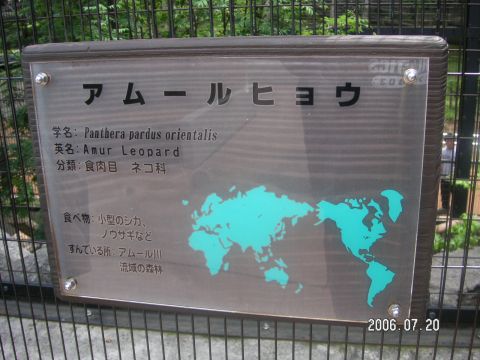 アムールヒョウ
学名: Panthera pardus orientalis
英名: Amur Leopard
分類: 食肉目 ネコ科
食べ物: 小型のシカ、
ノウサギなど
すんでいる所: アムール川
流域の森林
2006.07.20